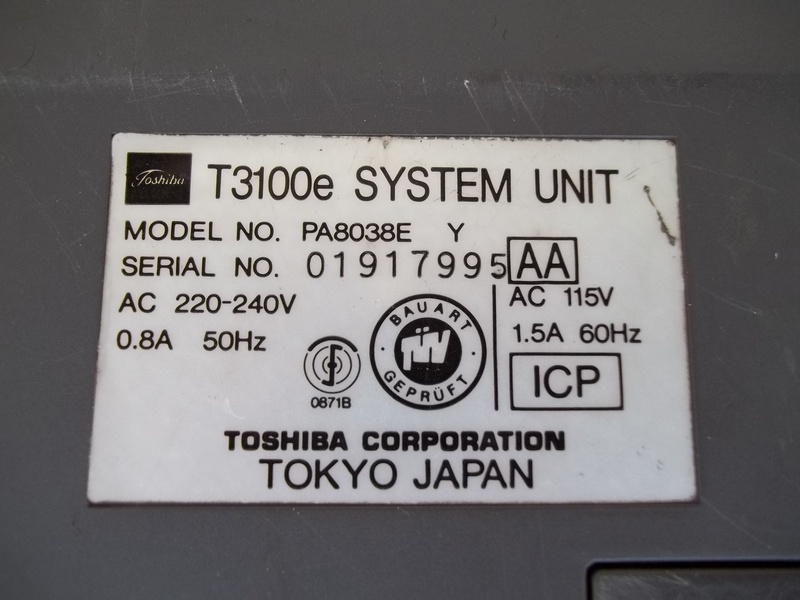 Toshiba T3100e SYSTEM UNIT
MODEL NO. PA8038E Y
SERIAL NO. 01917995 AA
AC 220-240V
0.8A 50Hz
0871B
BAUART
TÜV
GEPRÜFT
AC 115V
1.5A 60Hz
ICP
TOSHIBA CORPORATION
TOKYO JAPAN